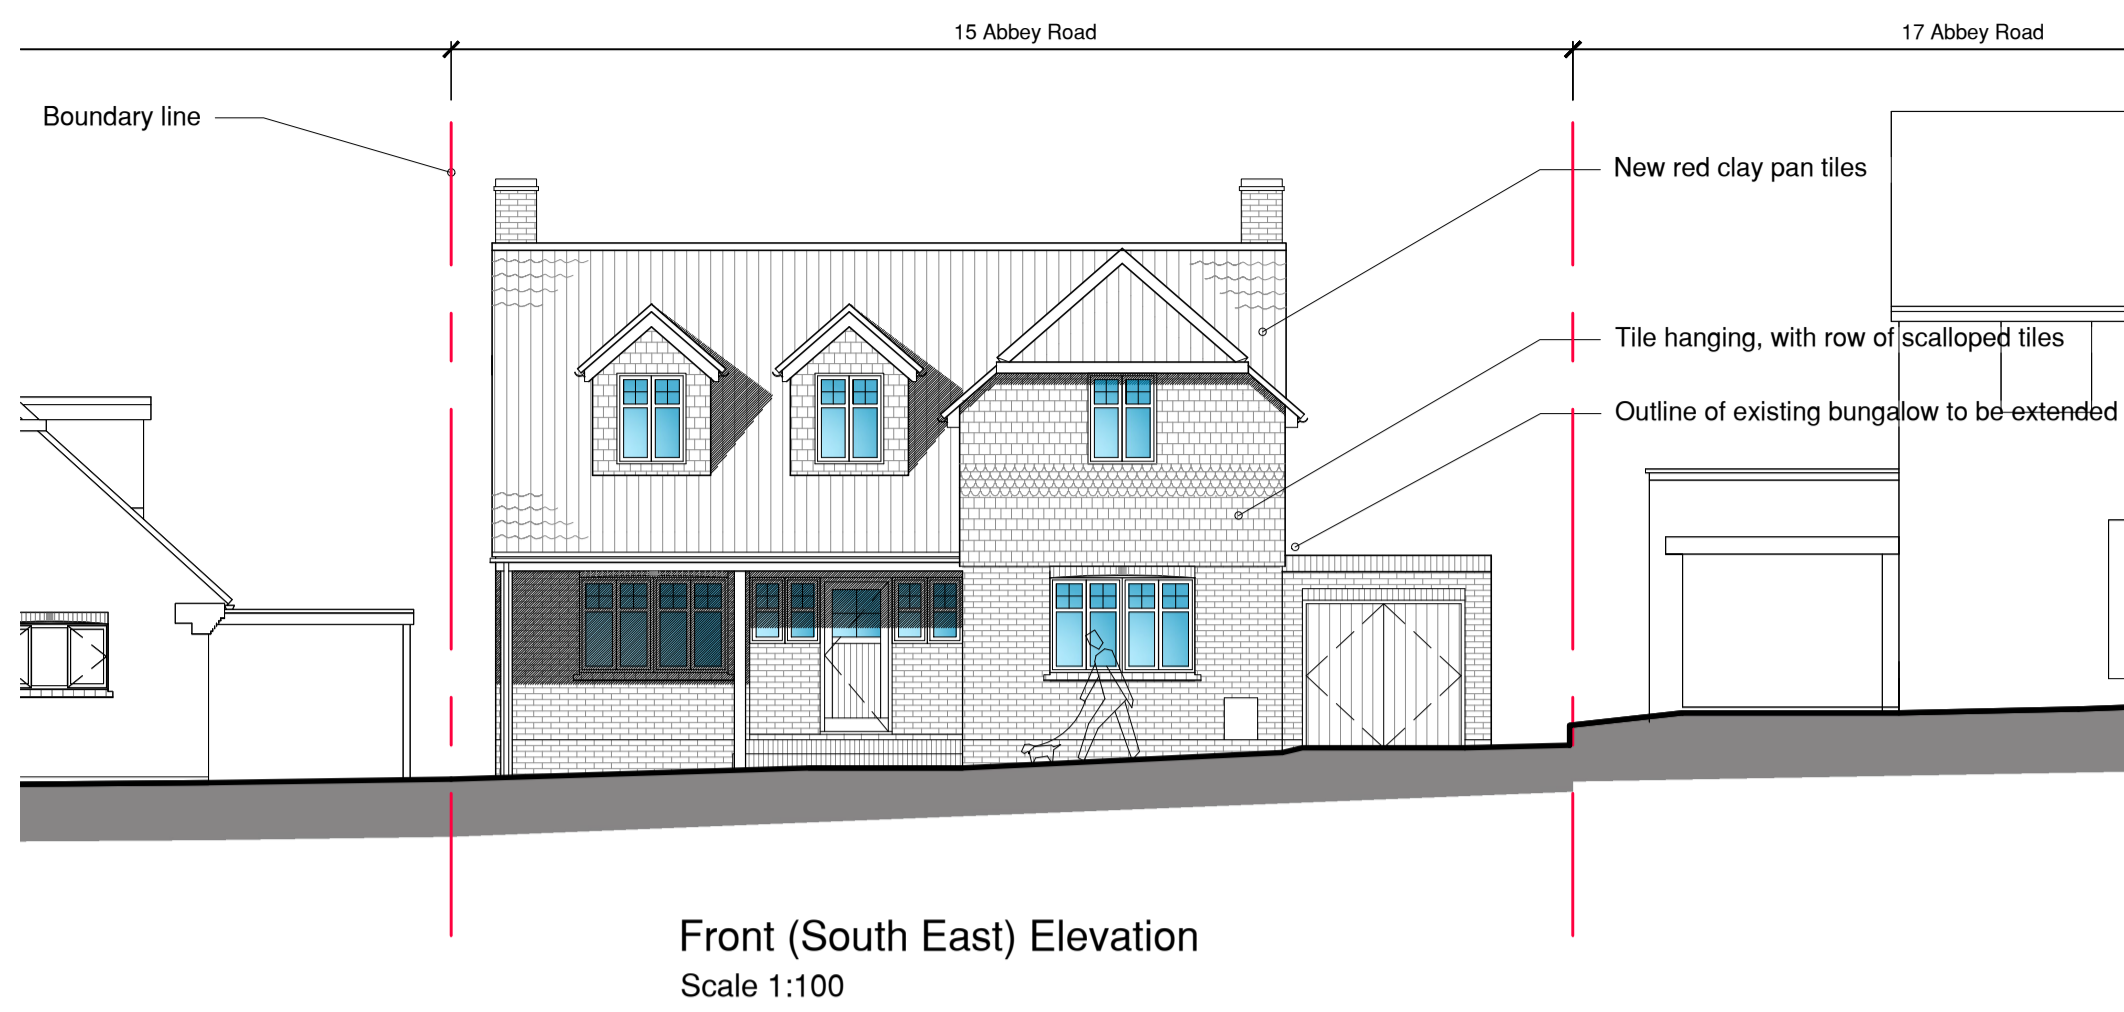 15 Abbey Road
17 Abbey Road
Boundary line
New red clay pan tiles
Tile hanging, with row of scalloped tiles
Outline of existing bungalow to be extended
Front (South East) Elevation
Scale 1:100